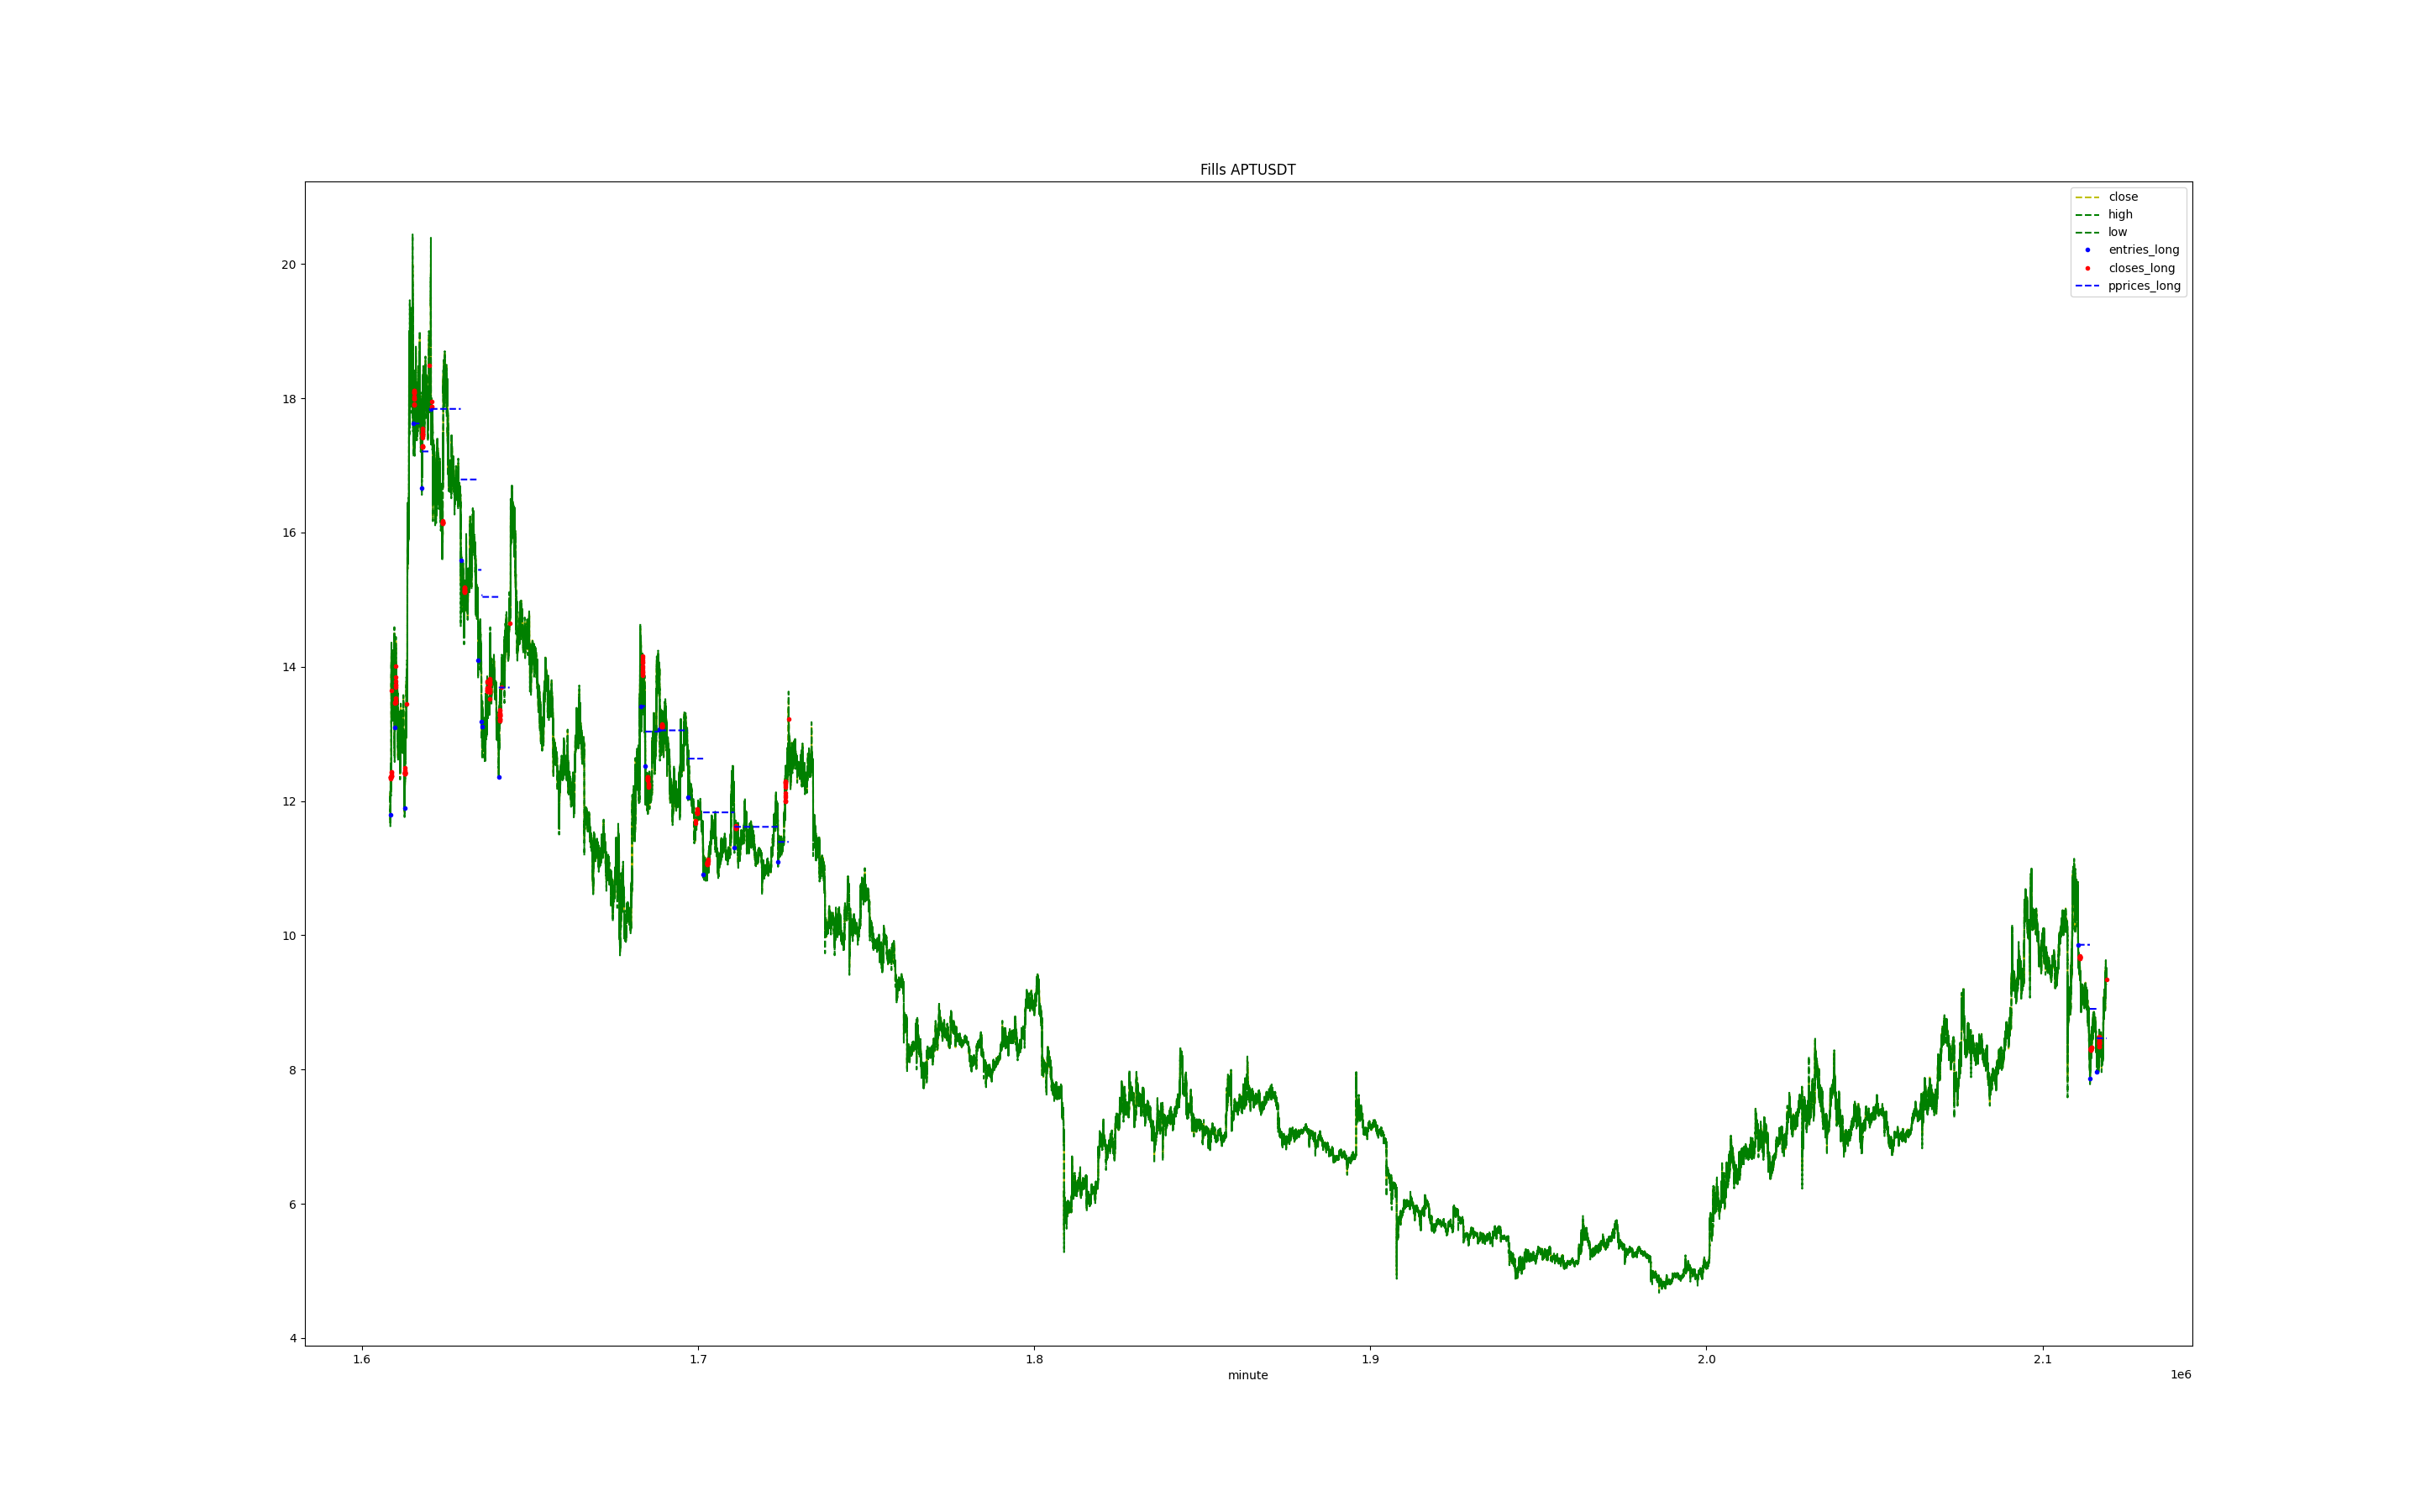 Fills APTUSDT
close
high
low
entries_long
closes_long
pprices_long
20
18
16
14
12
10
8
6
4
1.6 1.7 1.8 1.9 2.0 2.1
minute 1e6